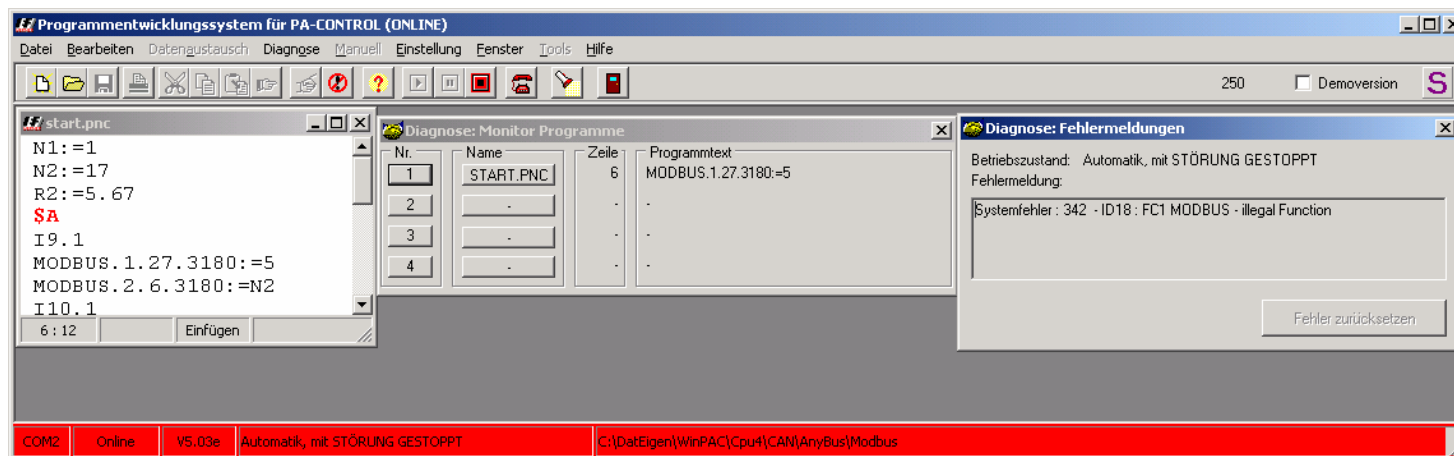 Programmentwicklungssystem für PA-CONTROL (ONLINE)
Datei Bearbeiten Datenaustausch Diagnose Manuell Einstellung Fenster Tools Hilfe
250 Demoversion S
start.pnc
N1:=1
N2:=17
R2:=5.67
$A
I9.1
MODBUS.1.27.3180:=5
MODBUS.2.6.3180:=N2
I10.1
6 : 12 Einfügen
Diagnose: Monitor Programme
Nr. Name Zeile Programmtext
1 START.PNC 6 MODBUS.1.27.3180:=5
2 - - -
3 - - -
4 - - -
Diagnose: Fehlermeldungen
Betriebszustand: Automatik, mit STÖRUNG GESTOPPT
Fehlermeldung:
Systemfehler : 342 - ID18 : FC1 MODBUS - illegal Function
Fehler zurücksetzen
COM2 Online V5.03e Automatik, mit STÖRUNG GESTOPPT C:\DatEigen\WinPAC\Cpu4\CAN\AnyBus\Modbus